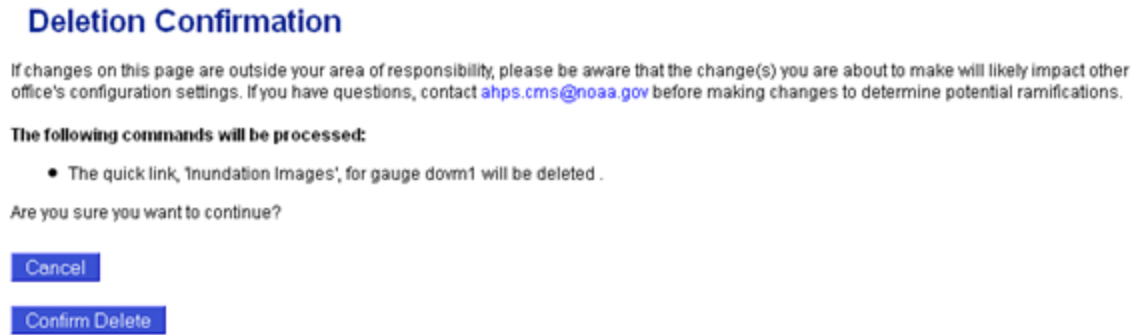 Deletion Confirmation
If changes on this page are outside your area of responsibility, please be aware that the change(s) you are about to make will likely impact other
office's configuration settings. If you have questions, contact ahps.cms@noaa.gov before making changes to determine potential ramifications.
The following commands will be processed:
• The quick link, 'Inundation Images', for gauge dovm1 will be deleted .
Are you sure you want to continue?
Cancel
Confirm Delete